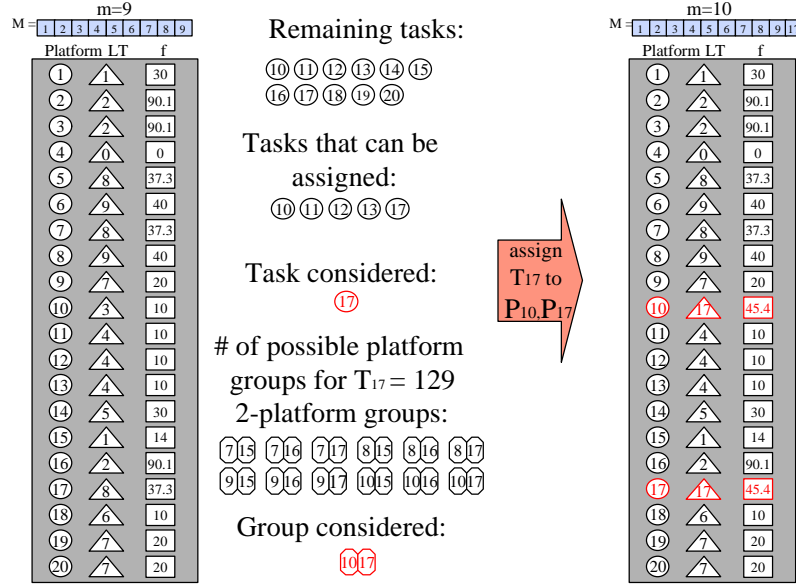 m=9
M = 1 2 3 4 5 6 7 8 9
Platform LT f
1 1 30
2 2 90.1
3 2 90.1
4 0 0
5 8 37.3
6 9 40
7 8 37.3
8 9 40
9 7 20
10 3 10
11 4 10
12 4 10
13 4 10
14 5 30
15 1 14
16 2 90.1
17 8 37.3
18 6 10
19 7 20
20 7 20
Remaining tasks:
10 11 12 13 14 15
16 17 18 19 20
Tasks that can be
assigned:
10 11 12 13 17
Task considered:
17
# of possible platform
groups for T17 = 129
2-platform groups:
7 15 7 16 7 17 8 15 8 16 8 17
9 15 9 16 9 17 10 15 10 16 10 17
Group considered:
10 17
assign
T17 to
P10,P17
m=10
M = 1 2 3 4 5 6 7 8 9 17
Platform LT f
1 1 30
2 2 90.1
3 2 90.1
4 0 0
5 8 37.3
6 9 40
7 8 37.3
8 9 40
9 7 20
10 17 45.4
11 4 10
12 4 10
13 4 10
14 5 30
15 1 14
16 2 90.1
17 17 45.4
18 6 10
19 7 20
20 7 20